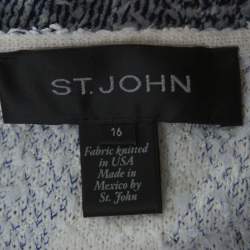 ST. JOHN
16
Fabric knitted
in USA
Made in
Mexico by
St. John